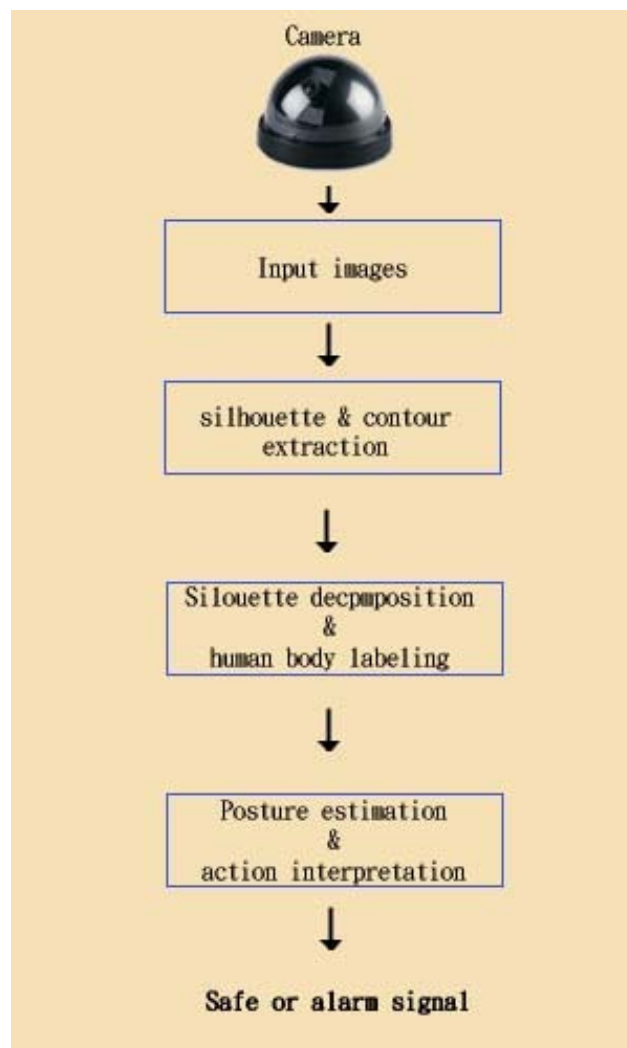 Camera
Input images
silhouette & contour
extraction
Silouette decpmposition
&
human body labeling
Posture estimation
&
action interpretation
Safe or alarm signal